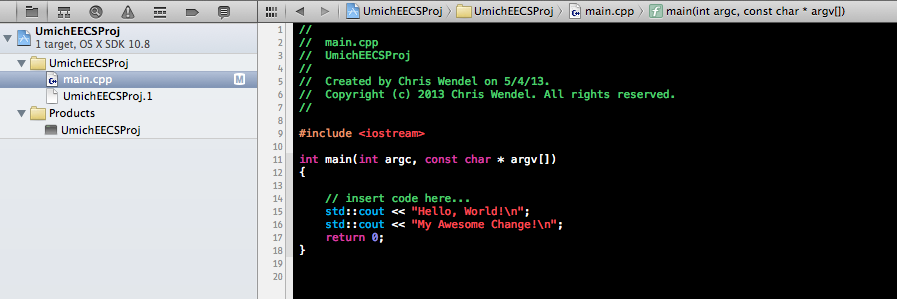 UmichEECSProj
1 target, OS X SDK 10.8
UmichEECSProj
main.cpp M
UmichEECSProj.1
Products
UmichEECSProj
UmichEECSProj UmichEECSProj main.cpp main(int argc, const char * argv[])
1 //
2 //  main.cpp
3 //  UmichEECSProj
4 //
5 //  Created by Chris Wendel on 5/4/13.
6 //  Copyright (c) 2013 Chris Wendel. All rights reserved.
7 //
8
9 #include <iostream>
10
11 int main(int argc, const char * argv[])
12 {
13
14     // insert code here...
15     std::cout << "Hello, World!\n";
16     std::cout << "My Awesome Change!\n";
17     return 0;
18 }
19
20